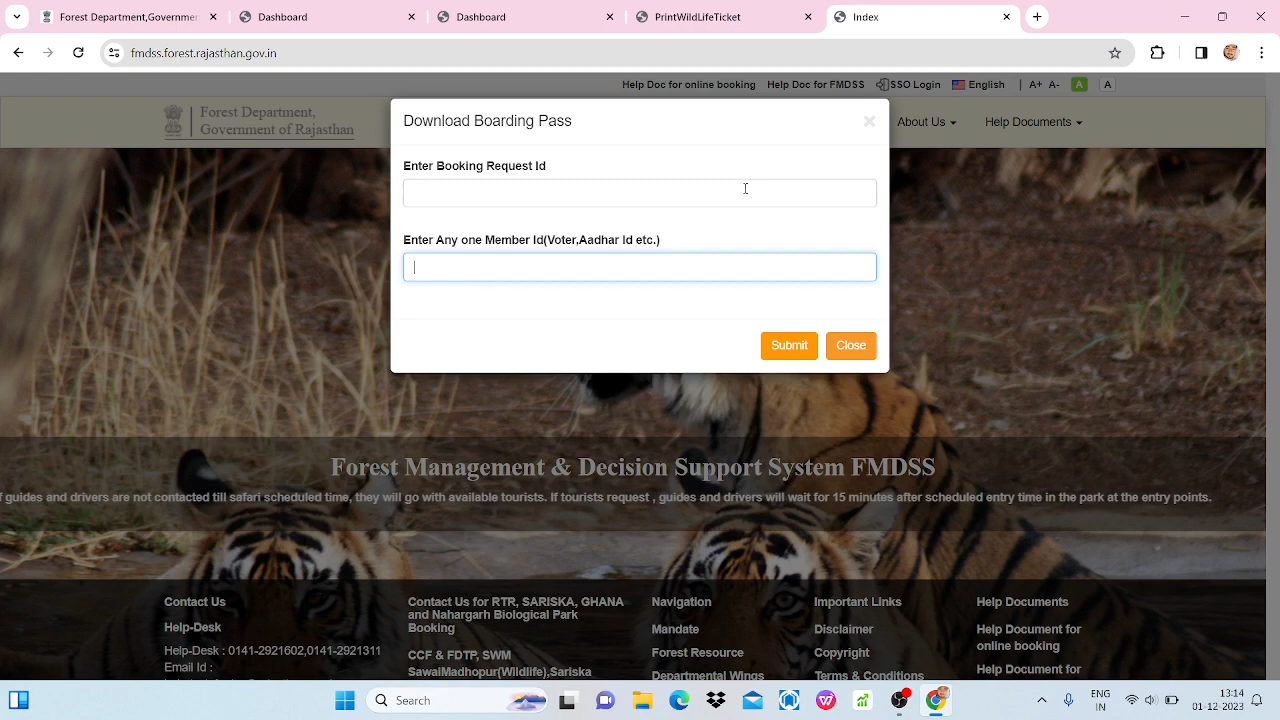 Forest Department,Governmer
Dashboard
Dashboard
PrintWildLifeTicket
Index
fmdss.forest.rajasthan.gov.in
Help Doc for online booking Help Doc for FMDSS SSO Login English | A+ A- A A
Forest Department,
Government of Rajasthan
About Us Help Documents
Download Boarding Pass
Enter Booking Request Id
Enter Any one Member Id(Voter,Aadhar Id etc.)
Submit Close
Forest Management & Decision Support System FMDSS
f guides and drivers are not contacted till safari scheduled time, they will go with available tourists. If tourists request , guides and drivers will wait for 15 minutes after scheduled entry time in the park at the entry points.
Contact Us
Help-Desk
Help-Desk : 0141-2921602,0141-2921311
Email Id :
Contact Us for RTR, SARISKA, GHANA
and Nahargarh Biological Park
Booking
CCF & FDTP, SWM
SawaiMadhopur(Wildlife),Sariska
Navigation
Mandate
Forest Resource
Departmental Wings
Important Links
Disclaimer
Copyright
Terms & Conditions
Help Documents
Help Document for
online booking
Help Document for
Search
ENG
IN
13:14
01-12-2023